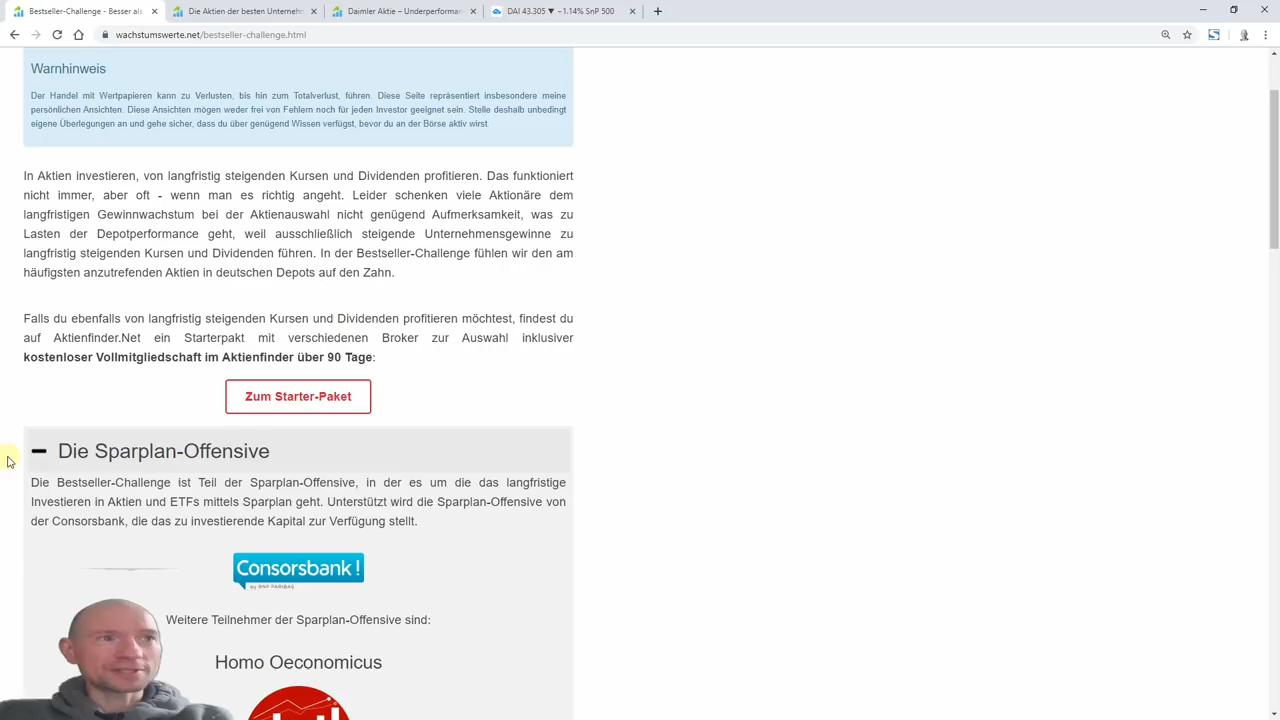 Bestseller-Challenge - Besser als
Die Aktien der besten Unternehm
Daimler Aktie – Underperforman
DAI 43.305 ▼ −1.14% SnP 500
wachstumswerte.net/bestseller-challenge.html
Warnhinweis
Der Handel mit Wertpapieren kann zu Verlusten, bis hin zum Totalverlust, führen. Diese Seite repräsentiert insbesondere meine
persönlichen Ansichten. Diese Ansichten mögen weder frei von Fehlern noch für jeden Investor geeignet sein. Stelle deshalb unbedingt
eigene Überlegungen an und gehe sicher, dass du über genügend Wissen verfügst, bevor du an der Börse aktiv wirst.
In Aktien investieren, von langfristig steigenden Kursen und Dividenden profitieren. Das funktioniert
nicht immer, aber oft - wenn man es richtig angeht. Leider schenken viele Aktionäre dem
langfristigen Gewinnwachstum bei der Aktienauswahl nicht genügend Aufmerksamkeit, was zu
Lasten der Depotperformance geht, weil ausschließlich steigende Unternehmensgewinne zu
langfristig steigenden Kursen und Dividenden führen. In der Bestseller-Challenge fühlen wir den am
häufigsten anzutrefenden Aktien in deutschen Depots auf den Zahn.
Falls du ebenfalls von langfristig steigenden Kursen und Dividenden profitieren möchtest, findest du
auf Aktienfinder.Net ein Starterpakt mit verschiedenen Broker zur Auswahl inklusiver
kostenloser Vollmitgliedschaft im Aktienfinder über 90 Tage:
Zum Starter-Paket
Die Sparplan-Offensive
Die Bestseller-Challenge ist Teil der Sparplan-Offensive, in der es um die das langfristige
Investieren in Aktien und ETFs mittels Sparplan geht. Unterstützt wird die Sparplan-Offensive von
der Consorsbank, die das zu investierende Kapital zur Verfügung stellt.
Consorsbank!
by BNP PARIBAS
Weitere Teilnehmer der Sparplan-Offensive sind:
Homo Oeconomicus